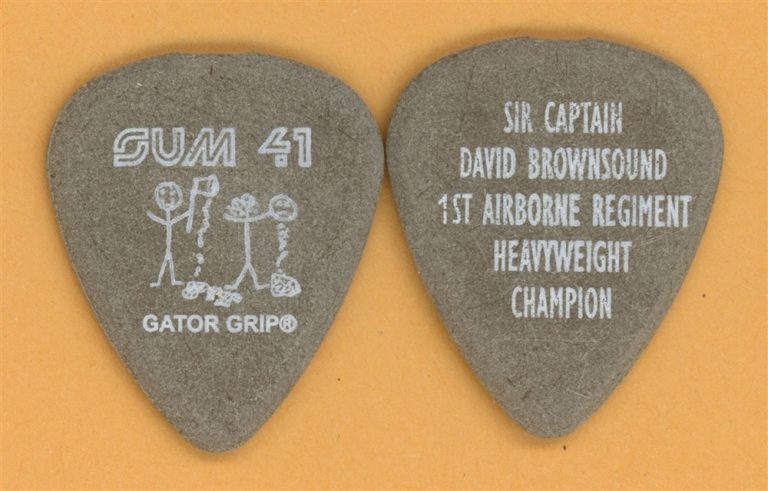 SUM 41
GATOR GRIP®
SIR CAPTAIN
DAVID BROWNSOUND
1ST AIRBORNE REGIMENT
HEAVYWEIGHT
CHAMPION